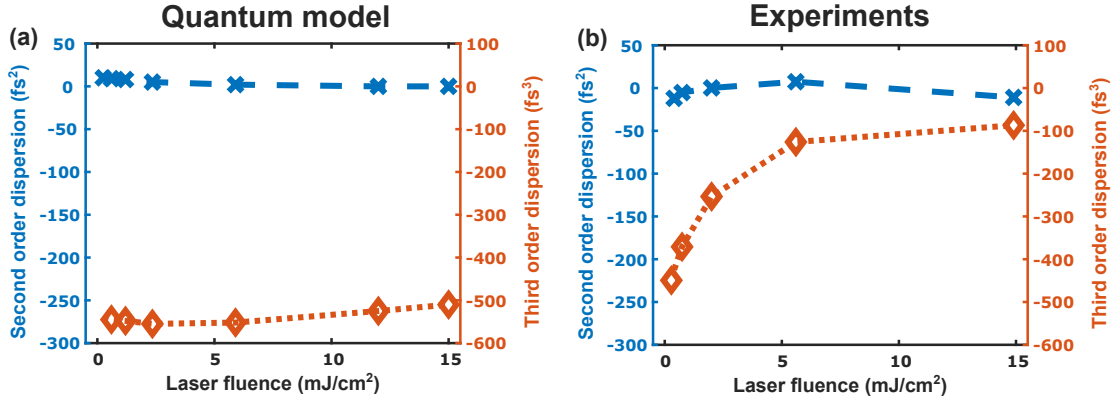 Quantum model
Experiments
(a)
Second order dispersion (fs²)
50
0
-50
-100
-150
-200
-250
-300
100
0
-100
-200
-300
-400
-500
-600
Third order dispersion (fs³)
0 5 10 15
Laser fluence (mJ/cm²)
(b)
Second order dispersion (fs²)
50
0
-50
-100
-150
-200
-250
-300
100
0
-100
-200
-300
-400
-500
-600
Third order dispersion (fs³)
0 5 10 15
Laser fluence (mJ/cm²)